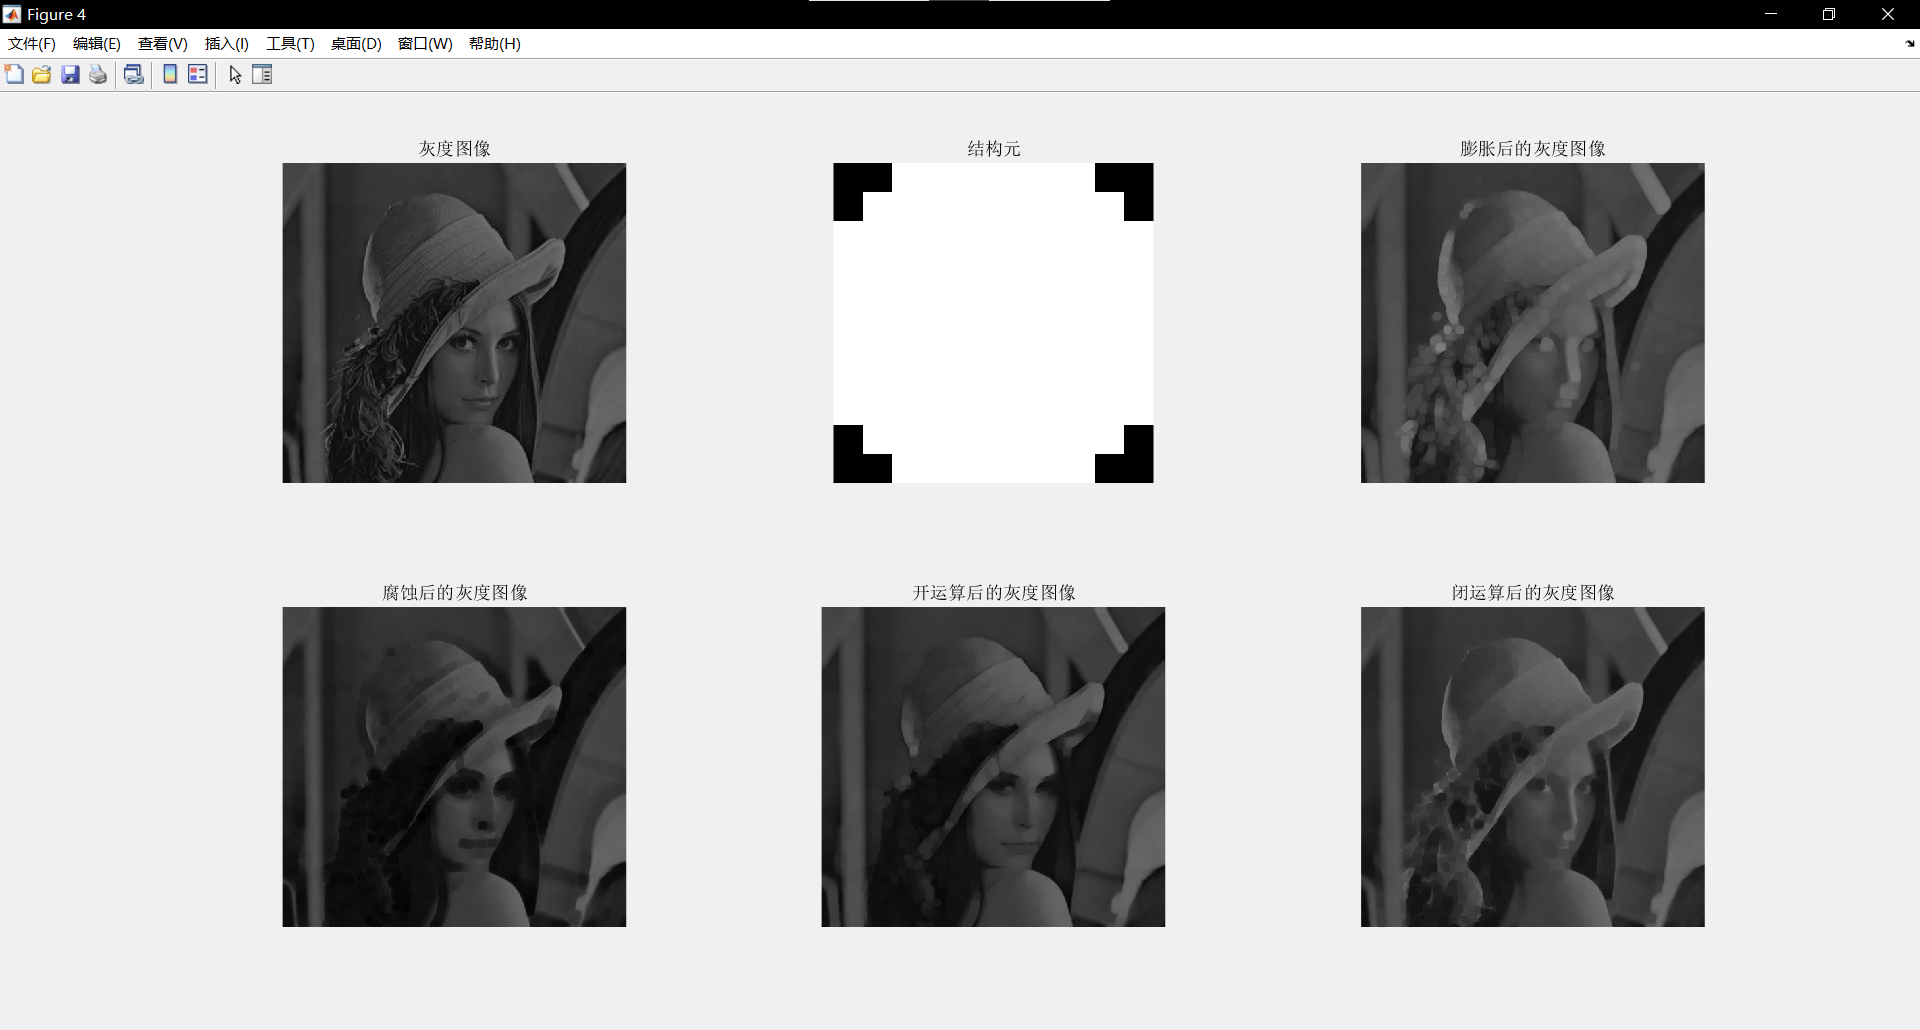 Figure 4
文件(F) 编辑(E) 查看(V) 插入(I) 工具(T) 桌面(D) 窗口(W) 帮助(H)
灰度图像
结构元
膨胀后的灰度图像
腐蚀后的灰度图像
开运算后的灰度图像
闭运算后的灰度图像